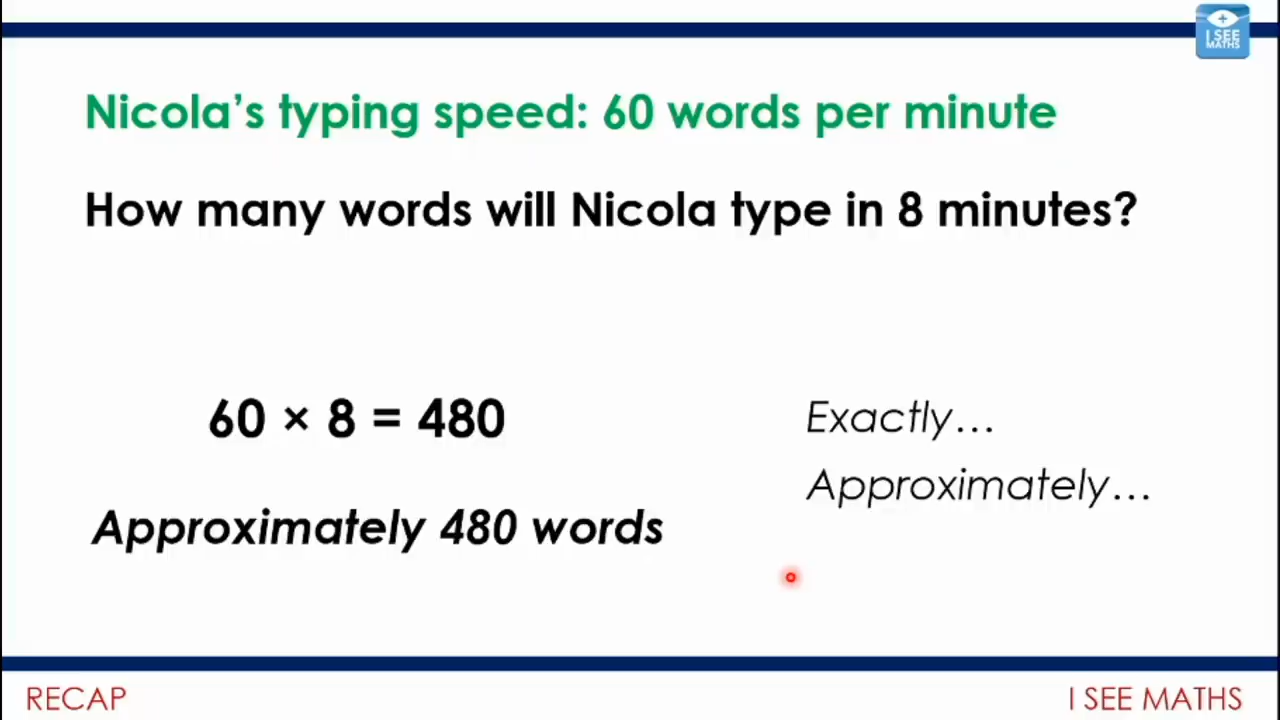 I SEE
MATHS
Nicola's typing speed: 60 words per minute
How many words will Nicola type in 8 minutes?
60 × 8 = 480
Exactly…
Approximately…
Approximately 480 words
RECAP
I SEE MATHS